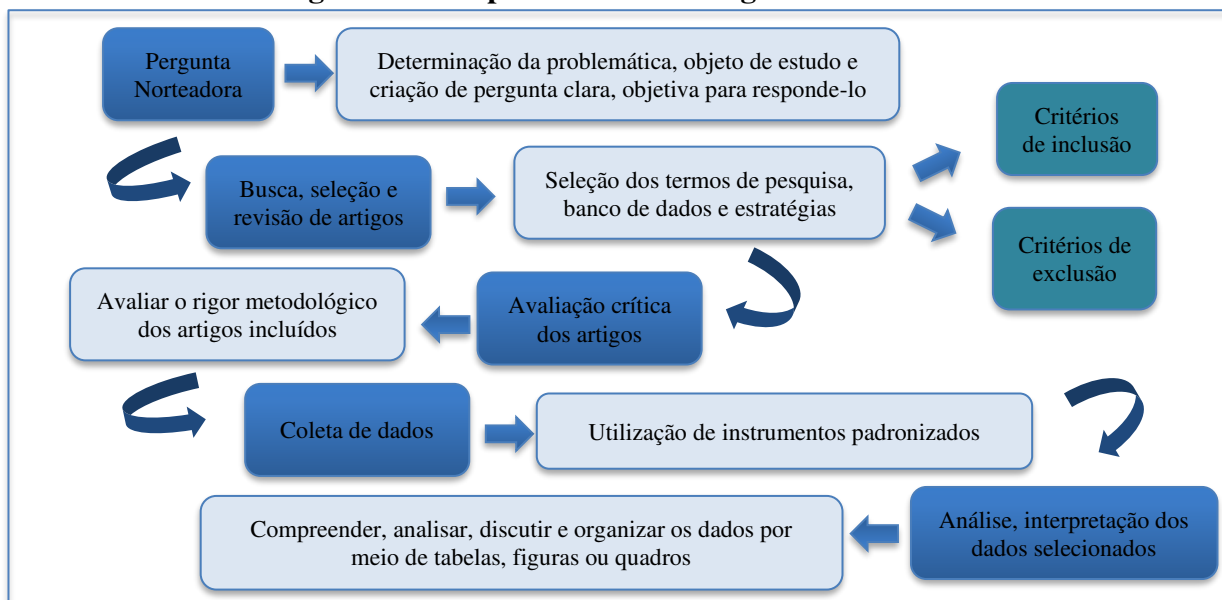 Pergunta
Norteadora
Determinação da problemática, objeto de estudo e
criação de pergunta clara, objetiva para responde-lo
Critérios
de inclusão
Busca, seleção e
revisão de artigos
Seleção dos termos de pesquisa,
banco de dados e estratégias
Critérios de
exclusão
Avaliar o rigor metodológico
dos artigos incluídos
Avaliação crítica
dos artigos
Coleta de dados
Utilização de instrumentos padronizados
Compreender, analisar, discutir e organizar os dados por
meio de tabelas, figuras ou quadros
Análise, interpretação dos
dados selecionados